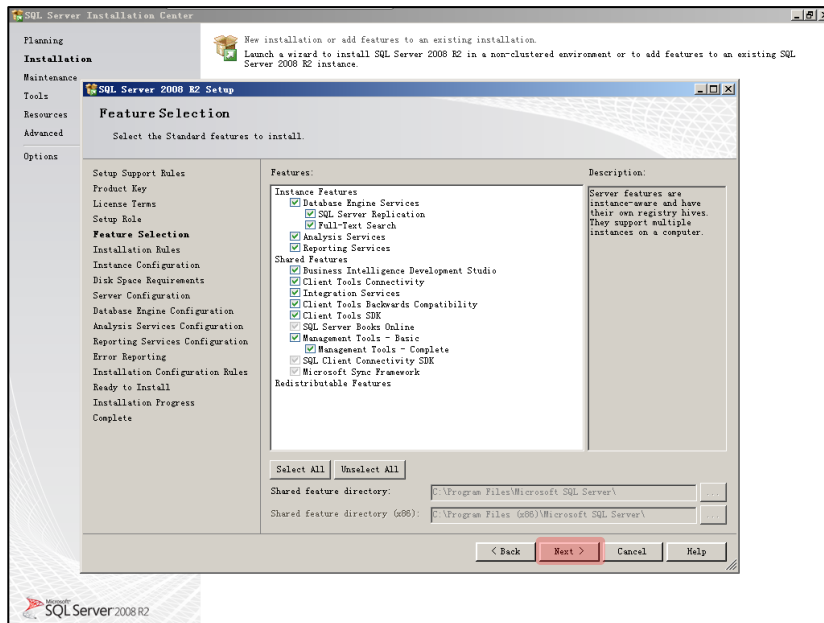 SQL Server Installation Center
Planning
Installation
Maintenance
Tools
Resources
Advanced
Options
New installation or add features to an existing installation.
Launch a wizard to install SQL Server 2008 R2 in a non-clustered environment or to add features to an existing SQL
Server 2008 R2 instance.
SQL Server 2008 R2 Setup
Feature Selection
Select the Standard features to install.
Setup Support Rules
Product Key
License Terms
Setup Role
Feature Selection
Installation Rules
Instance Configuration
Disk Space Requirements
Server Configuration
Database Engine Configuration
Analysis Services Configuration
Reporting Services Configuration
Error Reporting
Installation Configuration Rules
Ready to Install
Installation Progress
Complete
Features:
Instance Features
Database Engine Services
SQL Server Replication
Full-Text Search
Analysis Services
Reporting Services
Shared Features
Business Intelligence Development Studio
Client Tools Connectivity
Integration Services
Client Tools Backwards Compatibility
Client Tools SDK
SQL Server Books Online
Management Tools - Basic
Management Tools - Complete
SQL Client Connectivity SDK
Microsoft Sync Framework
Redistributable Features
Description:
Server features are
instance-aware and have
their own registry hives.
They support multiple
instances on a computer.
Select All
Unselect All
Shared feature directory:
C:\Program Files\Microsoft SQL Server\
...
Shared feature directory (x86):
C:\Program Files (x86)\Microsoft SQL Server\
...
< Back
Next >
Cancel
Help
Microsoft
SQL Server 2008 R2